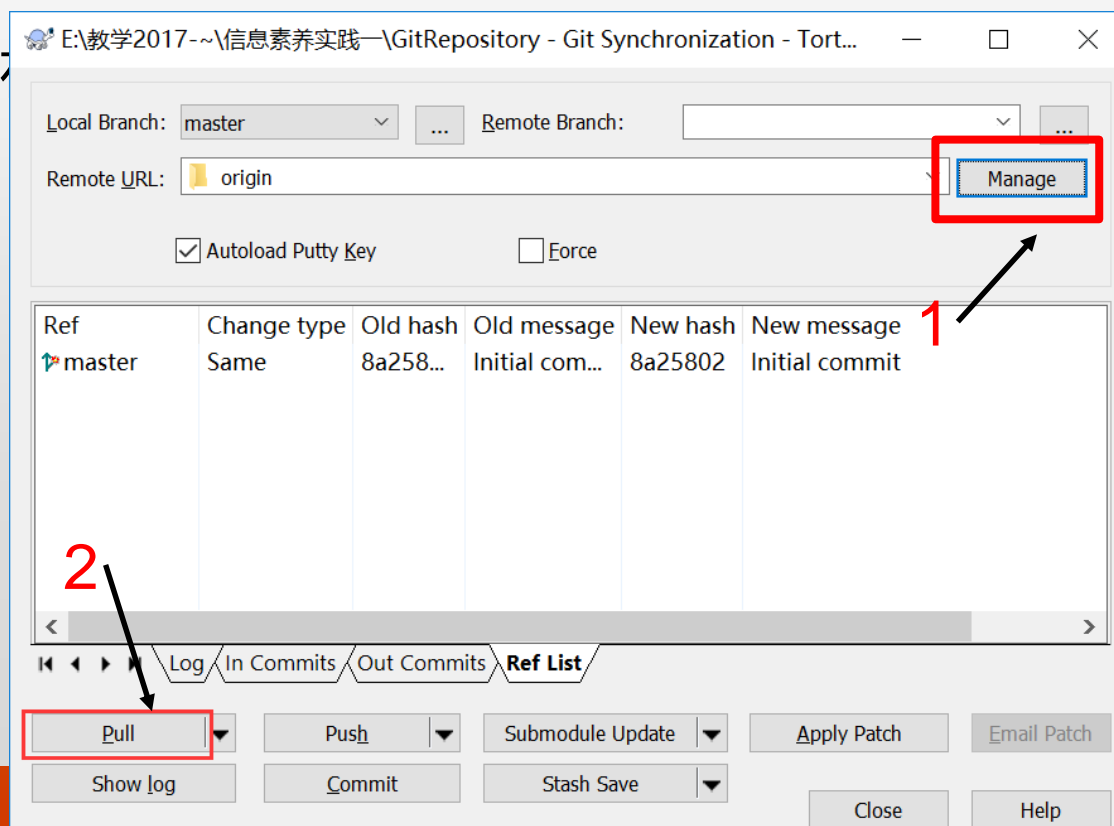 E:\教学2017-~\信息素养实践一\GitRepository - Git Synchronization - Tort...
Local Branch: master ... Remote Branch: ...
Remote URL: origin Manage
Autoload Putty Key Force
Ref Change type Old hash Old message New hash New message
1
master Same 8a258... Initial com... 8a25802 Initial commit
2
Log In Commits Out Commits Ref List
Pull Push Submodule Update Apply Patch Email Patch
Show log Commit Stash Save
Close Help